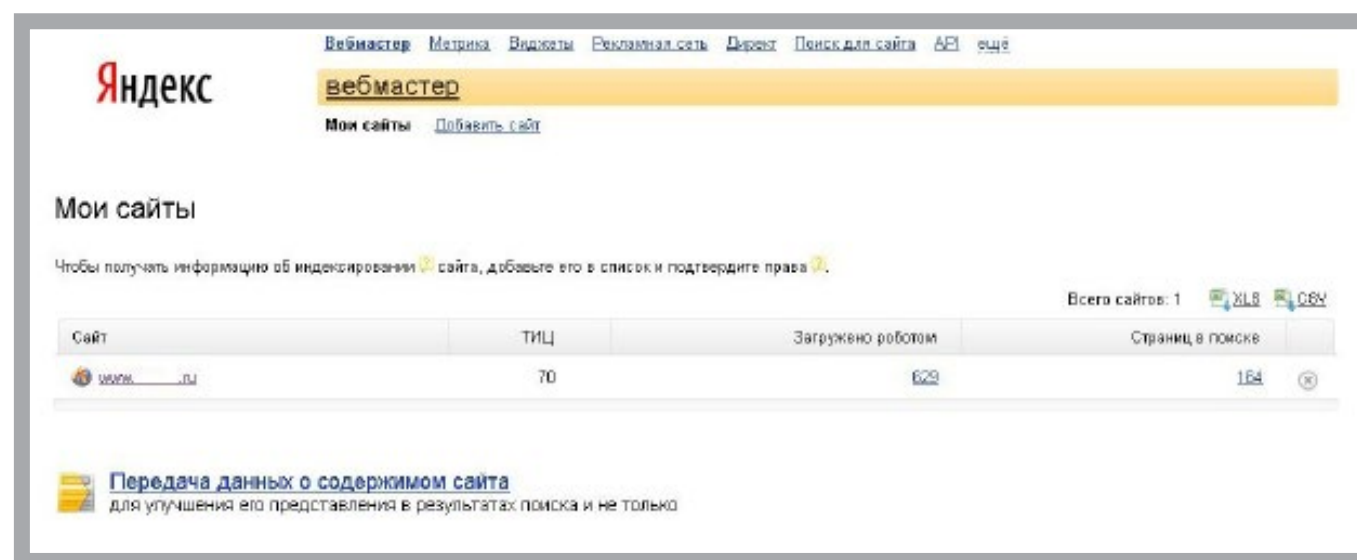 Вебмастер Метрика Виджеты Рекламная сеть Директ Поиск для сайта API ещё
Яндекс
вебмастер
Мои сайты Добавить сайт
Мои сайты
Чтобы получать информацию об индексировании ? сайта, добавьте его в список и подтвердите права ?.
Всего сайтов: 1 XLS CSV
Сайт ТИЦ Загружено роботом Страниц в поиске
www. .ru 70 629 164
Передача данных о содержимом сайта
для улучшения его представления в результатах поиска и не только